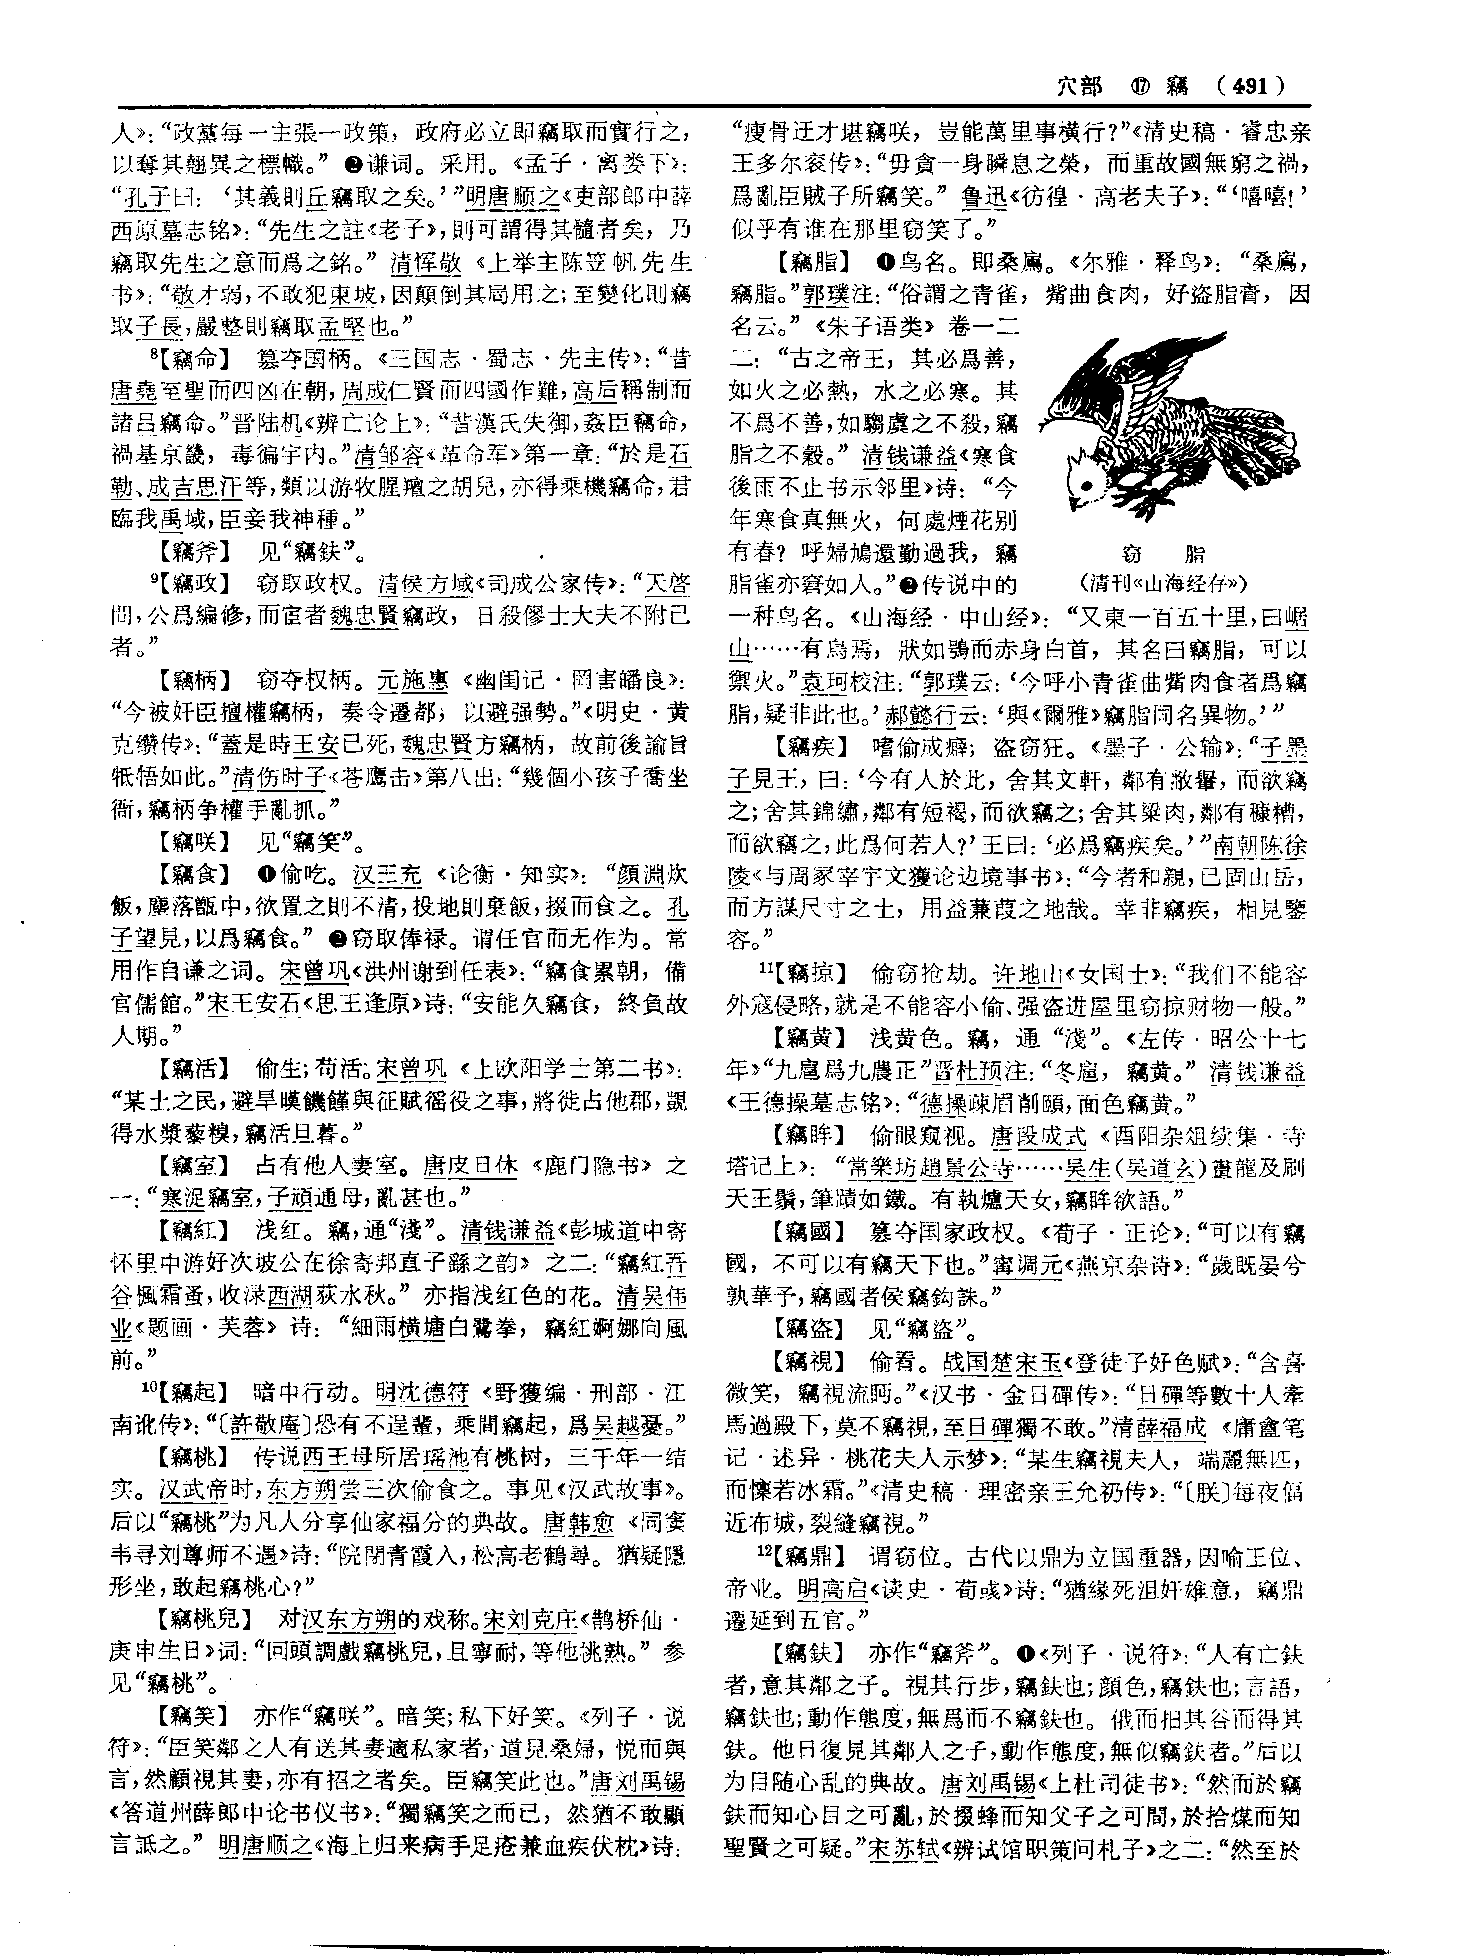 穴部 ⑰ 竊 (491)
人》：“政黨每一主張一政策，政府必立即竊取而實行之，
以奪其翹異之標幟。” ❷谦词。采用。《孟子·离娄下》：
“孔子曰：‘其義則丘竊取之矣。’”明唐顺之《吏部郎中薛
西原墓志铭》：“先生之註《老子》，則可謂得其髓者矣，乃
竊取先生之意而爲之銘。” 清恽敬《上举主陈笠帆先生
书》：“敬才弱，不敢犯東坡，因顛倒其局用之；至變化則竊
取子長，嚴整則竊取孟堅也。”
⁸【竊命】 篡夺国柄。《三国志·蜀志·先主传》：“昔
唐堯至聖而四凶在朝，周成仁賢而四國作難，高后稱制而
諸呂竊命。”晋陆机《辨亡论上》：“昔漢氏失御，姦臣竊命，
禍基京畿，毒徧宇内。”清邹容《革命军》第一章：“於是石
勒、成吉思汗等，類以游牧腥羶之胡兒，亦得乘機竊命，君
臨我禹域，臣妾我神種。”
【竊斧】 见“竊鈇”。
⁹【竊政】 窃取政权。清侯方域《司成公家传》：“天啓
間，公爲編修，而宦者魏忠賢竊政，日殺僇士大夫不附己
者。”
【竊柄】 窃夺权柄。元施惠《幽闺记·罔害皤良》：
“今被奸臣擅權竊柄，奏令遷都，以避强勢。”《明史·黄
克缵传》：“蓋是時王安已死，魏忠賢方竊柄，故前後諭旨
牴牾如此。”清伤时子《苍鹰击》第八出：“幾個小孩子喬坐
衙，竊柄争權手亂抓。”
【竊咲】 见“竊笑”。
【竊食】 ❶偷吃。汉王充《论衡·知实》：“顔淵炊
飯，塵落甑中，欲置之則不清，投地則棄飯，掇而食之。孔
子望見，以爲竊食。” ❷窃取俸禄。谓任官而无作为。常
用作自谦之词。宋曾巩《洪州谢到任表》：“竊食累朝，備
官儒館。”宋王安石《思王逢原》诗：“安能久竊食，終負故
人期。”
【竊活】 偷生；苟活。宋曾巩《上欧阳学士第二书》：
“某土之民，避旱暵饑饉與征賦徭役之事，將徙占他郡，覬
得水漿藜糗，竊活旦暮。”
【竊室】 占有他人妻室。唐皮日休《鹿门隐书》之
一：“寒浞竊室，子頑通母，亂甚也。”
【竊紅】 浅红。竊，通“淺”。清钱谦益《彭城道中寄
怀里中游好次坡公在徐寄邦直子繇之韵》之二：“竊紅吾
谷楓霜蚤，收渌西湖荻水秋。” 亦指浅红色的花。清吴伟
业《题画·芙蓉》诗：“細雨横塘白鷺拳，竊紅婀娜向風
前。”
¹⁰【竊起】 暗中行动。明沈德符《野獲编·刑部·江
南讹传》：“〔許敬庵〕恐有不逞輩，乘間竊起，爲吴越憂。”
【竊桃】 传说西王母所居瑶池有桃树，三千年一结
实。汉武帝时，东方朔尝三次偷食之。事见《汉武故事》。
后以“竊桃”为凡人分享仙家福分的典故。唐韩愈《同窦
韦寻刘尊师不遇》诗：“院閉青霞入，松高老鶴尋。猶疑隱
形坐，敢起竊桃心？”
【竊桃兒】 对汉东方朔的戏称。宋刘克庄《鹊桥仙·
庚申生日》词：“回頭調戲竊桃兒，且寧耐，等他桃熟。” 参
见“竊桃”。
【竊笑】 亦作“竊咲”。暗笑；私下好笑。《列子·说
符》：“臣笑鄰之人有送其妻適私家者，道見桑婦，悦而與
言，然顧視其妻，亦有招之者矣。臣竊笑此也。”唐刘禹锡
《答道州薛郎中论书仪书》：“獨竊笑之而已，然猶不敢顯
言詆之。” 明唐顺之《海上归来病手足疮兼血疾伏枕》诗：
“瘦骨迂才堪竊咲，豈能萬里事横行？”《清史稿·睿忠亲
王多尔衮传》：“毋貪一身瞬息之榮，而重故國無窮之禍，
爲亂臣賊子所竊笑。” 鲁迅《彷徨·高老夫子》：“‘嘻嘻！’
似乎有谁在那里窃笑了。”
【竊脂】 ❶鸟名。即桑鳸。《尔雅·释鸟》：“桑鳸，
竊脂。”郭璞注：“俗謂之青雀，觜曲食肉，好盗脂膏，因
名云。”《朱子语类》卷一二
二：“古之帝王，其必爲善，
如火之必熱，水之必寒。其
不爲不善，如騶虞之不殺，竊
脂之不穀。” 清钱谦益《寒食
後雨不止书示邻里》诗：“今
年寒食真無火，何處煙花别
有春？呼婦鳩還勤過我，竊
脂雀亦窘如人。”❷传说中的
窃 脂
（清刊《山海经存》）
一种鸟名。《山海经·中山经》：“又東一百五十里，曰崌
山……有鳥焉，狀如鴞而赤身白首，其名曰竊脂，可以
禦火。”袁珂校注：“郭璞云：‘今呼小青雀曲觜肉食者爲竊
脂，疑非此也。’郝懿行云：‘與《爾雅》竊脂同名異物。’”
【竊疾】 嗜偷成癖；盗窃狂。《墨子·公输》：“子墨
子見王，曰：‘今有人於此，舍其文軒，鄰有敝轝，而欲竊
之；舍其錦繡，鄰有短褐，而欲竊之；舍其粱肉，鄰有穅糟，
而欲竊之，此爲何若人？’王曰：‘必爲竊疾矣。’”南朝陈徐
陵《与周冢宰宇文護论边境事书》：“今者和親，已固山岳，
而方謀尺寸之土，用益蒹葭之地哉。幸非竊疾，相見鑒
容。”
¹¹【竊掠】 偷窃抢劫。许地山《女国士》：“我们不能容
外寇侵略，就是不能容小偷、强盗进屋里窃掠财物一般。”
【竊黄】 浅黄色。竊，通“淺”。《左传·昭公十七
年》“九扈爲九農正”晋杜预注：“冬扈，竊黄。” 清钱谦益
《王德操墓志铭》：“德操疎眉削頤，面色竊黄。”
【竊眸】 偷眼窥视。唐段成式《酉阳杂俎续集·寺
塔记上》：“常樂坊趙景公寺……吴生（吴道玄）畫龍及刷
天王鬚，筆蹟如鐵。有執爐天女，竊眸欲語。”
【竊國】 篡夺国家政权。《荀子·正论》：“可以有竊
國，不可以有竊天下也。”甯调元《燕京杂诗》：“歲既晏兮
孰華予，竊國者侯竊鈎誅。”
【竊盗】 见“竊盜”。
【竊視】 偷看。战国楚宋玉《登徒子好色赋》：“含喜
微笑，竊視流眄。”《汉书·金日磾传》：“日磾等數十人牽
馬過殿下，莫不竊視，至日磾獨不敢。”清薛福成《庸盦笔
记·述异·桃花夫人示梦》：“某生竊視夫人，端麗無匹，
而懍若冰霜。”《清史稿·理密亲王允礽传》：“〔朕〕每夜偪
近布城，裂縫竊視。”
¹²【竊鼎】 谓窃位。古代以鼎为立国重器，因喻王位、
帝业。明高启《读史·荀彧》诗：“猶緣死沮奸雄意，竊鼎
遷延到五官。”
【竊鈇】 亦作“竊斧”。❶《列子·说符》：“人有亡鈇
者，意其鄰之子。視其行步，竊鈇也；顔色，竊鈇也；言語，
竊鈇也；動作態度，無爲而不竊鈇也。俄而抇其谷而得其
鈇。他日復見其鄰人之子，動作態度，無似竊鈇者。”后以
为目随心乱的典故。唐刘禹锡《上杜司徒书》：“然而於竊
鈇而知心目之可亂，於掇蜂而知父子之可間，於拾煤而知
聖賢之可疑。”宋苏轼《辨试馆职策问札子》之二：“然至於